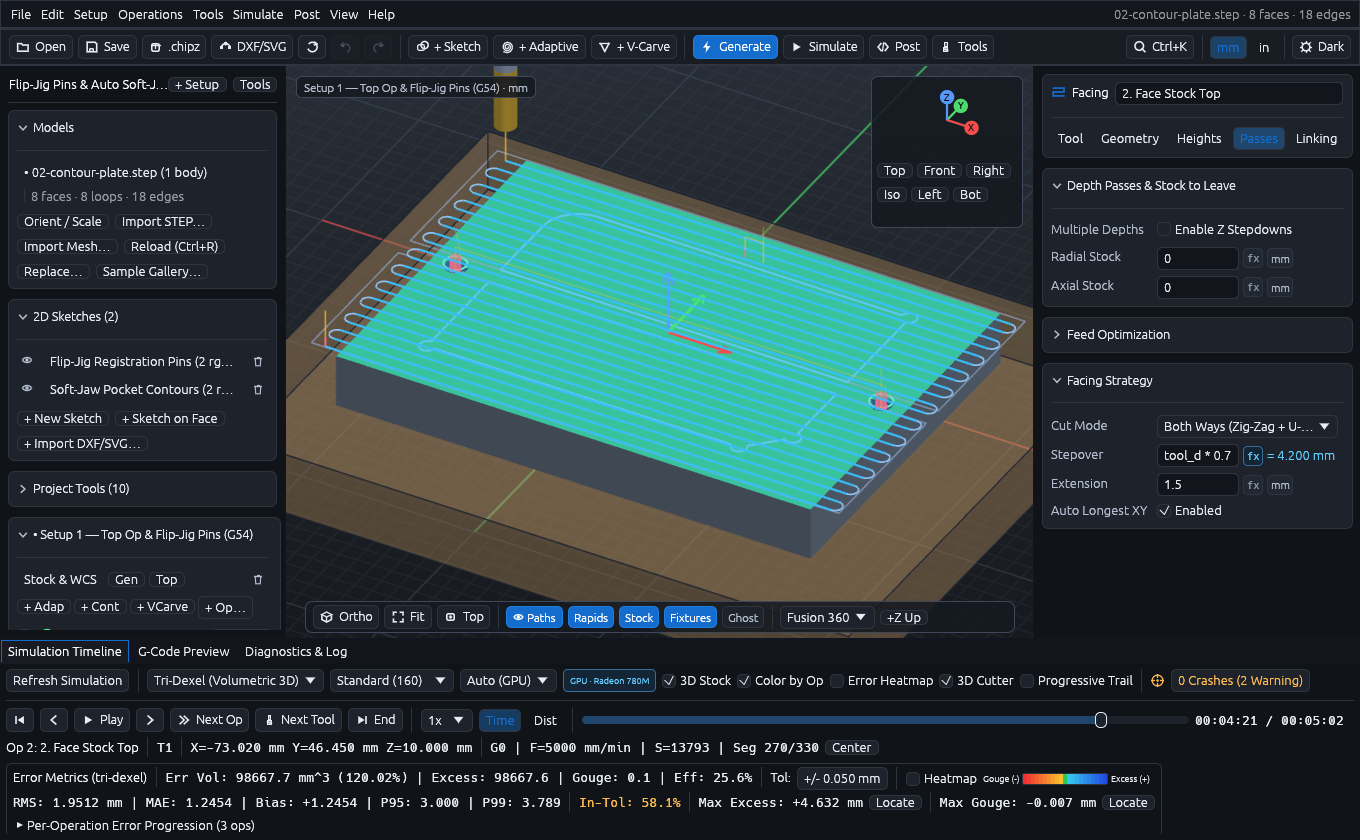 File Edit Setup Operations Tools Simulate Post View Help
02-contour-plate.step · 8 faces · 18 edges
Open Save .chipz DXF/SVG + Sketch + Adaptive + V-Carve Generate Simulate Post Tools Ctrl+K mm in Dark
Flip-Jig Pins & Auto Soft-J... + Setup Tools
Models
• 02-contour-plate.step (1 body)
8 faces · 8 loops · 18 edges
Orient / Scale Import STEP...
Import Mesh... Reload (Ctrl+R)
Replace... Sample Gallery...
2D Sketches (2)
Flip-Jig Registration Pins (2 rg...
Soft-Jaw Pocket Contours (2 r...
+ New Sketch + Sketch on Face
+ Import DXF/SVG...
Project Tools (10)
• Setup 1 — Top Op & Flip-Jig Pins (G54)
Stock & WCS Gen Top
+ Adap + Cont + VCarve + Op...
Setup 1 — Top Op & Flip-Jig Pins (G54) · mm
Z Y X
Top Front Right
Iso Left Bot
Ortho Fit Top Paths Rapids Stock Fixtures Ghost Fusion 360 +Z Up
Facing 2. Face Stock Top
Tool Geometry Heights Passes Linking
Depth Passes & Stock to Leave
Multiple Depths Enable Z Stepdowns
Radial Stock 0 fx mm
Axial Stock 0 fx mm
Feed Optimization
Facing Strategy
Cut Mode Both Ways (Zig-Zag + U-...
Stepover tool_d * 0.7 fx = 4.200 mm
Extension 1.5 fx mm
Auto Longest XY Enabled
Simulation Timeline G-Code Preview Diagnostics & Log
Refresh Simulation Tri-Dexel (Volumetric 3D) Standard (160) Auto (GPU) GPU · Radeon 780M 3D Stock Color by Op Error Heatmap 3D Cutter Progressive Trail 0 Crashes (2 Warning)
Play Next Op Next Tool End 1x Time Dist 00:04:21 / 00:05:02
Op 2: 2. Face Stock Top T1 X=-73.020 mm Y=46.450 mm Z=10.000 mm G0 | F=5000 mm/min | S=13793 | Seg 270/330 Center
Error Metrics (tri-dexel) Err Vol: 98667.7 mm^3 (120.02%) | Excess: 98667.6 | Gouge: 0.1 | Eff: 25.6% Tol: +/- 0.050 mm Heatmap Gouge (-) Excess (+)
RMS: 1.9512 mm | MAE: 1.2454 | Bias: +1.2454 | P95: 3.000 | P99: 3.789 In-Tol: 58.1% Max Excess: +4.632 mm Locate Max Gouge: -0.007 mm Locate
Per-Operation Error Progression (3 ops)